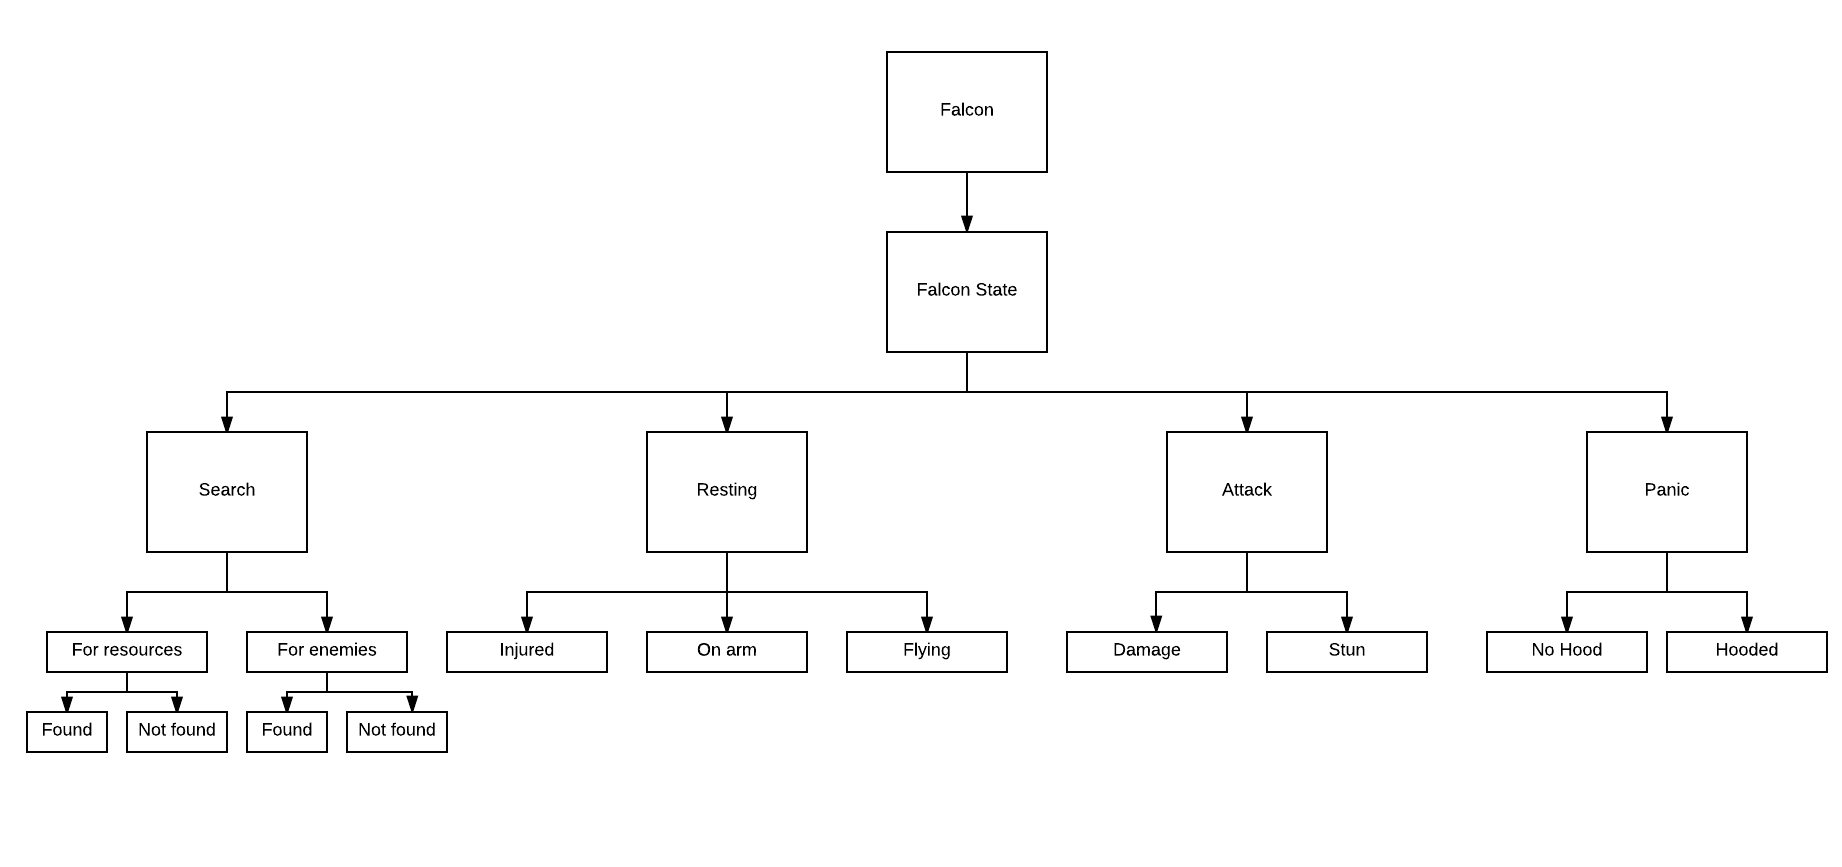 Falcon
Falcon State
Search
Resting
Attack
Panic
For resources
For enemies
Injured
On arm
Flying
Damage
Stun
No Hood
Hooded
Found
Not found
Found
Not found